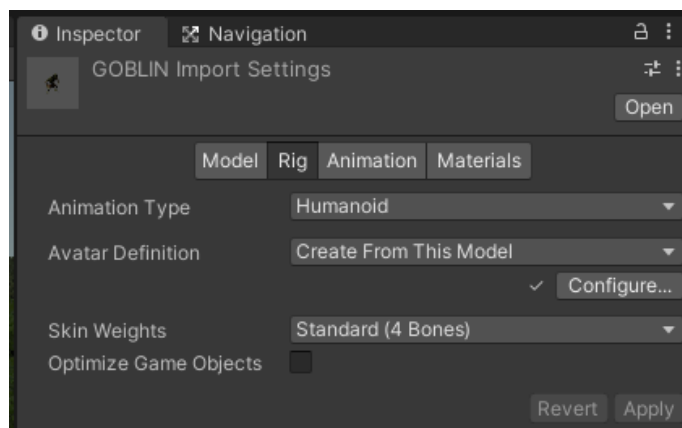 Inspector Navigation
GOBLIN Import Settings
Open
Model Rig Animation Materials
Animation Type Humanoid
Avatar Definition Create From This Model
Configure...
Skin Weights Standard (4 Bones)
Optimize Game Objects
Revert Apply